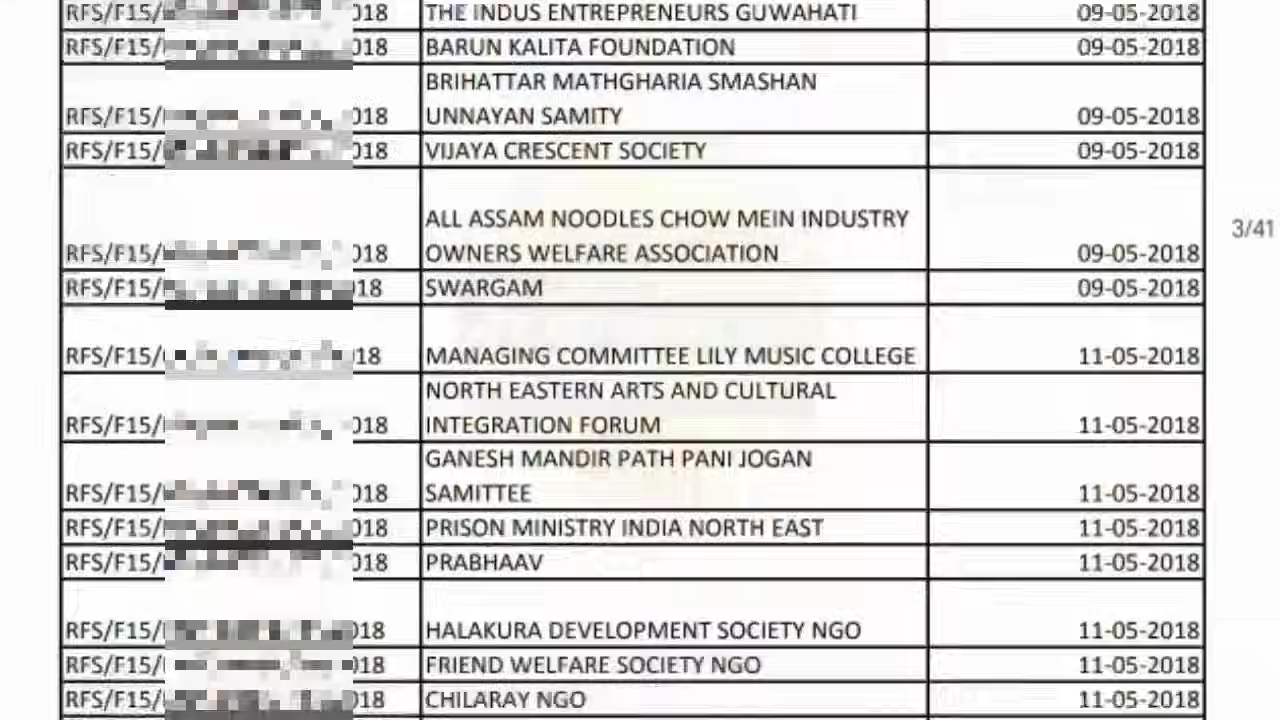 RFS/F15/ 018 THE INDUS ENTREPRENEURS GUWAHATI 09-05-2018
RFS/F15/ 018 BARUN KALITA FOUNDATION 09-05-2018
BRIHATTAR MATHGHARIA SMASHAN
RFS/F15/ 018 UNNAYAN SAMITY 09-05-2018
RFS/F15/ 018 VIJAYA CRESCENT SOCIETY 09-05-2018
ALL ASSAM NOODLES CHOW MEIN INDUSTRY
3/41
RFS/F15/ 018 OWNERS WELFARE ASSOCIATION 09-05-2018
RFS/F15/ 018 SWARGAM 09-05-2018
RFS/F15/ 018 MANAGING COMMITTEE LILY MUSIC COLLEGE 11-05-2018
NORTH EASTERN ARTS AND CULTURAL
RFS/F15/ 018 INTEGRATION FORUM 11-05-2018
GANESH MANDIR PATH PANI JOGAN
RFS/F15/ 018 SAMITTEE 11-05-2018
RFS/F15/ 018 PRISON MINISTRY INDIA NORTH EAST 11-05-2018
RFS/F15/ 018 PRABHAAV 11-05-2018
RFS/F15/ 018 HALAKURA DEVELOPMENT SOCIETY NGO 11-05-2018
RFS/F15/ 018 FRIEND WELFARE SOCIETY NGO 11-05-2018
RFS/F15/ 018 CHILARAY NGO 11-05-2018